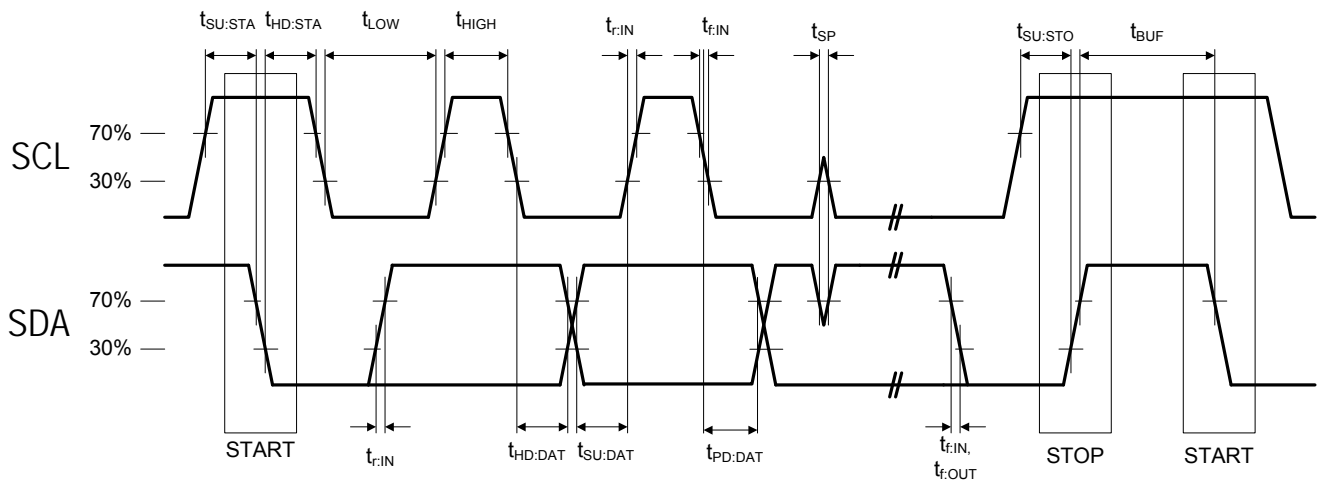 tSU:STA tHD:STA tLOW tHIGH tr:IN tf:IN tSP tSU:STO tBUF
SCL
70%
30%
SDA
70%
30%
START
tr:IN
tHD:DAT tSU:DAT tPD:DAT
tf:IN,
tf:OUT
STOP
START